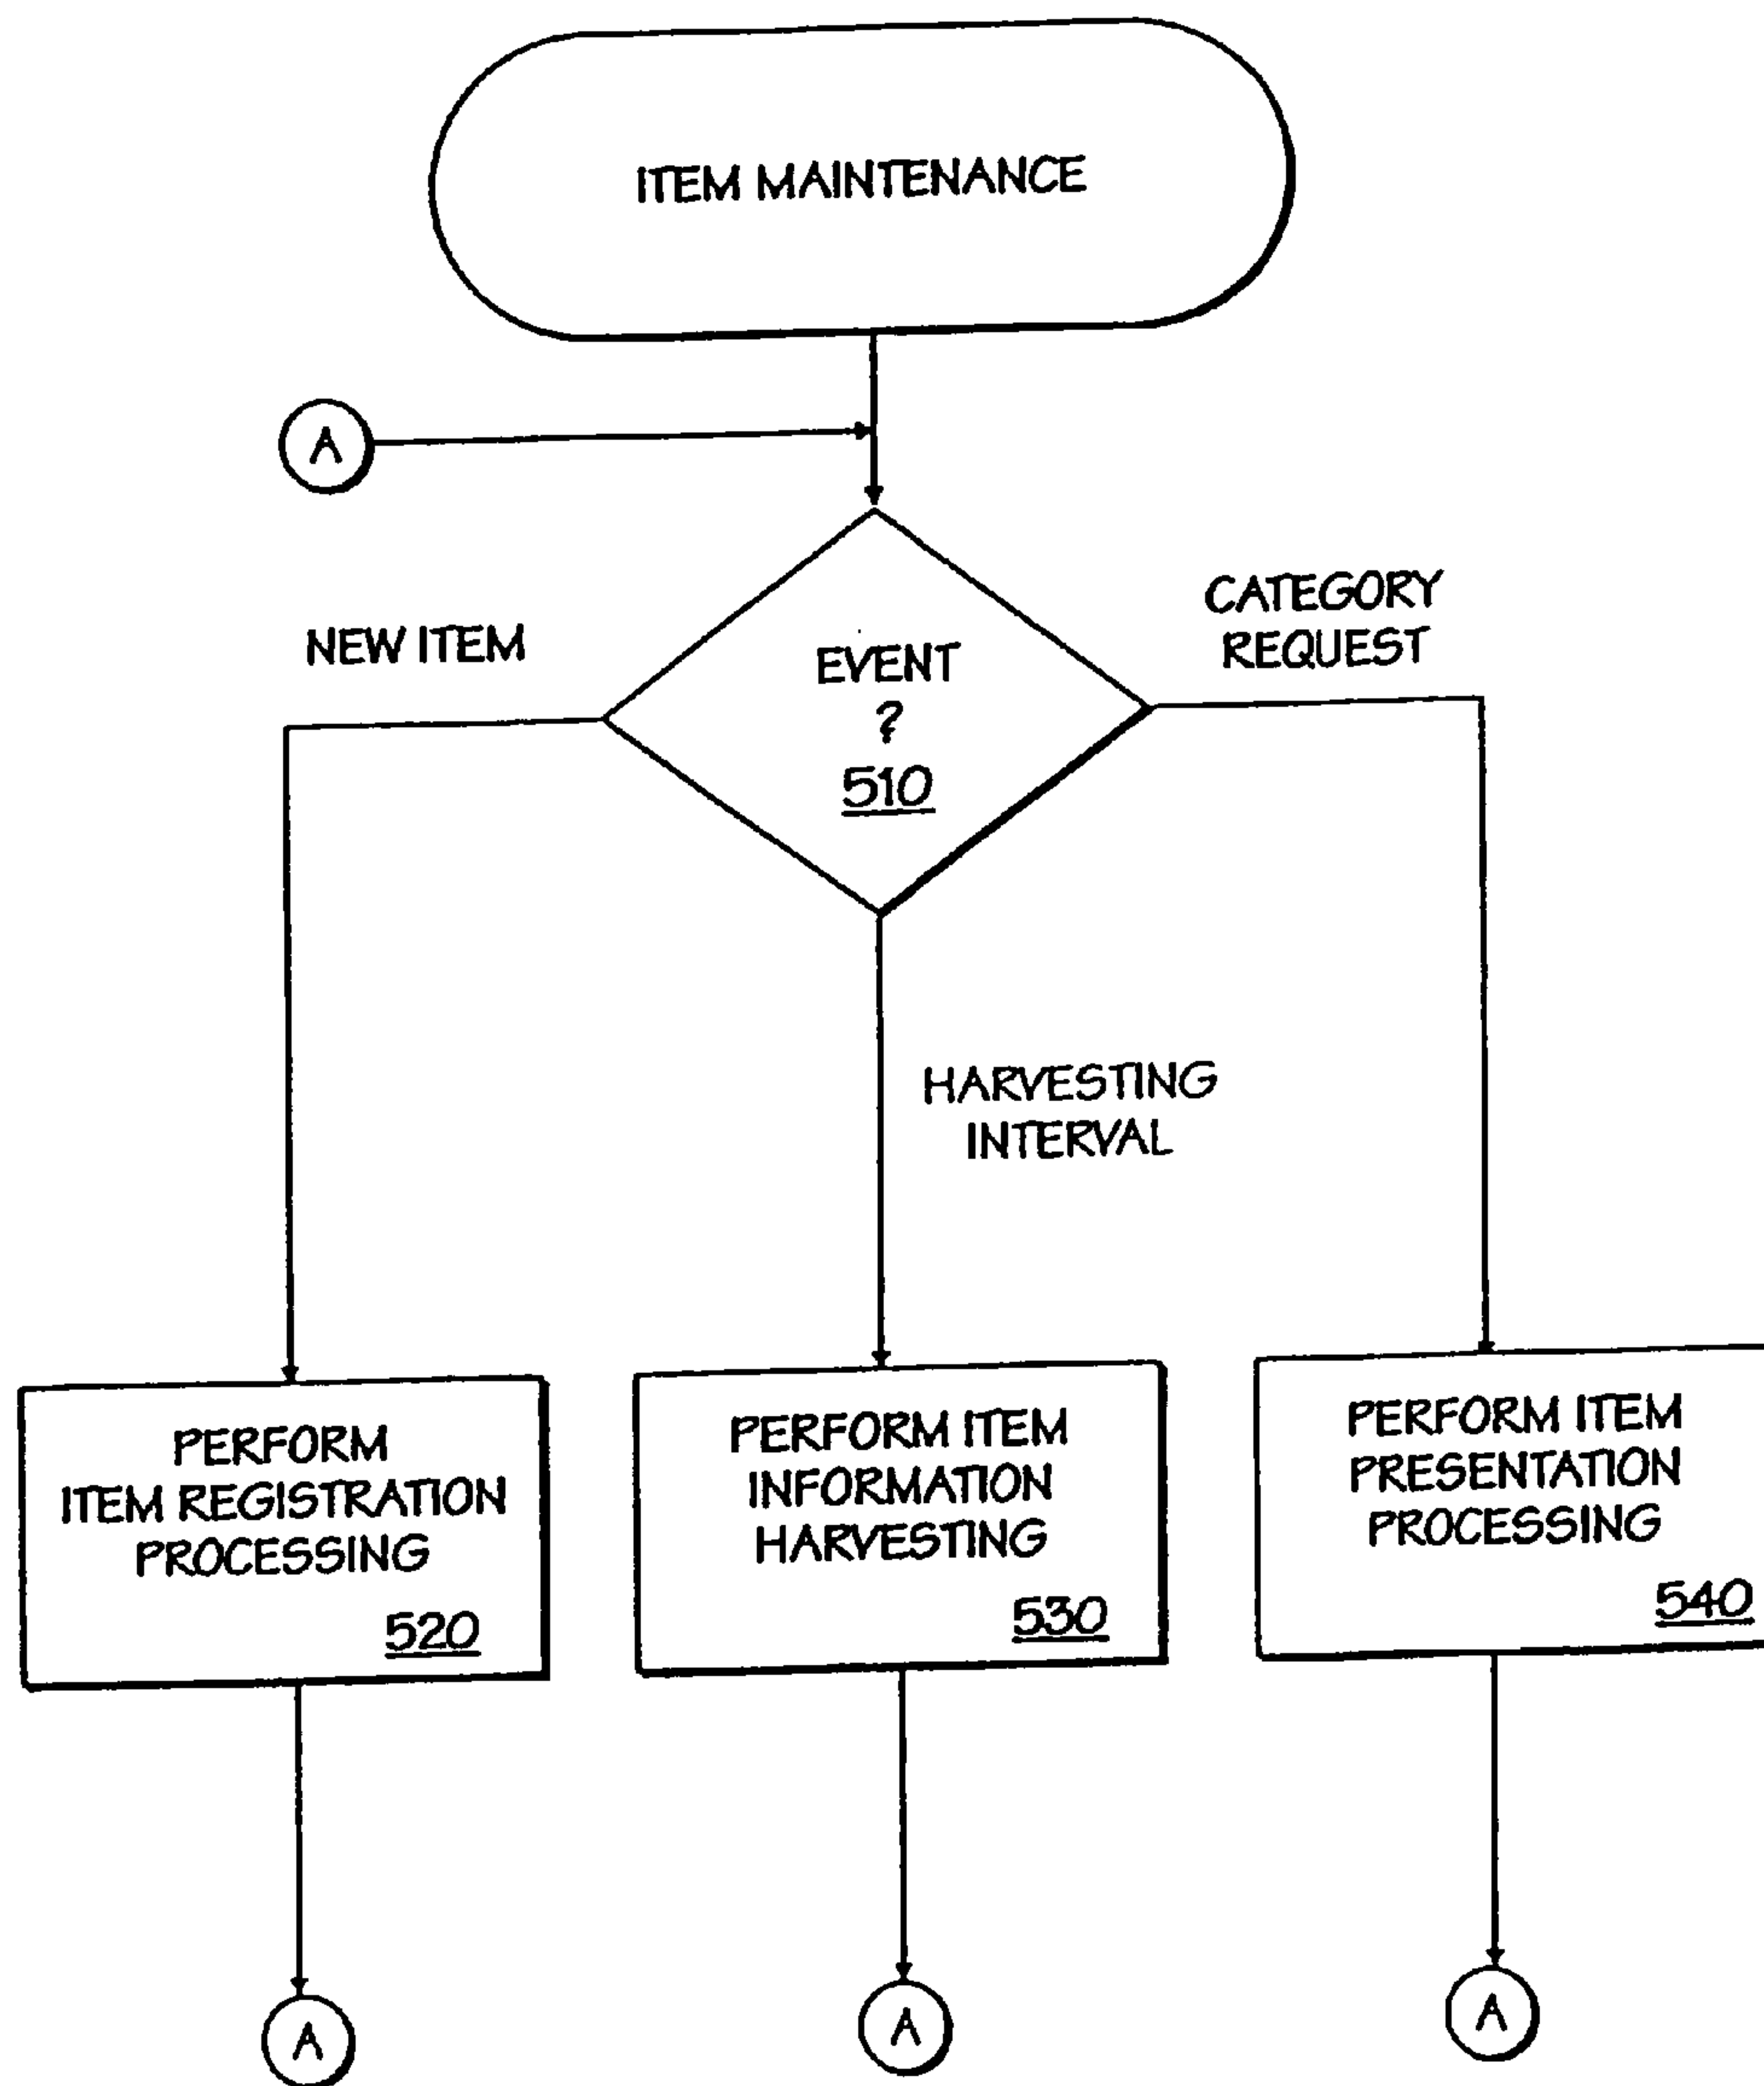 ITEM MAINTENANCE
A
NEW ITEM
EVENT
?
510
CATEGORY
REQUEST
HARVESTING
INTERVAL
PERFORM
ITEM REGISTRATION
PROCESSING
520
PERFORM ITEM
INFORMATION
HARVESTING
530
PERFORM ITEM
PRESENTATION
PROCESSING
540
A
A
A